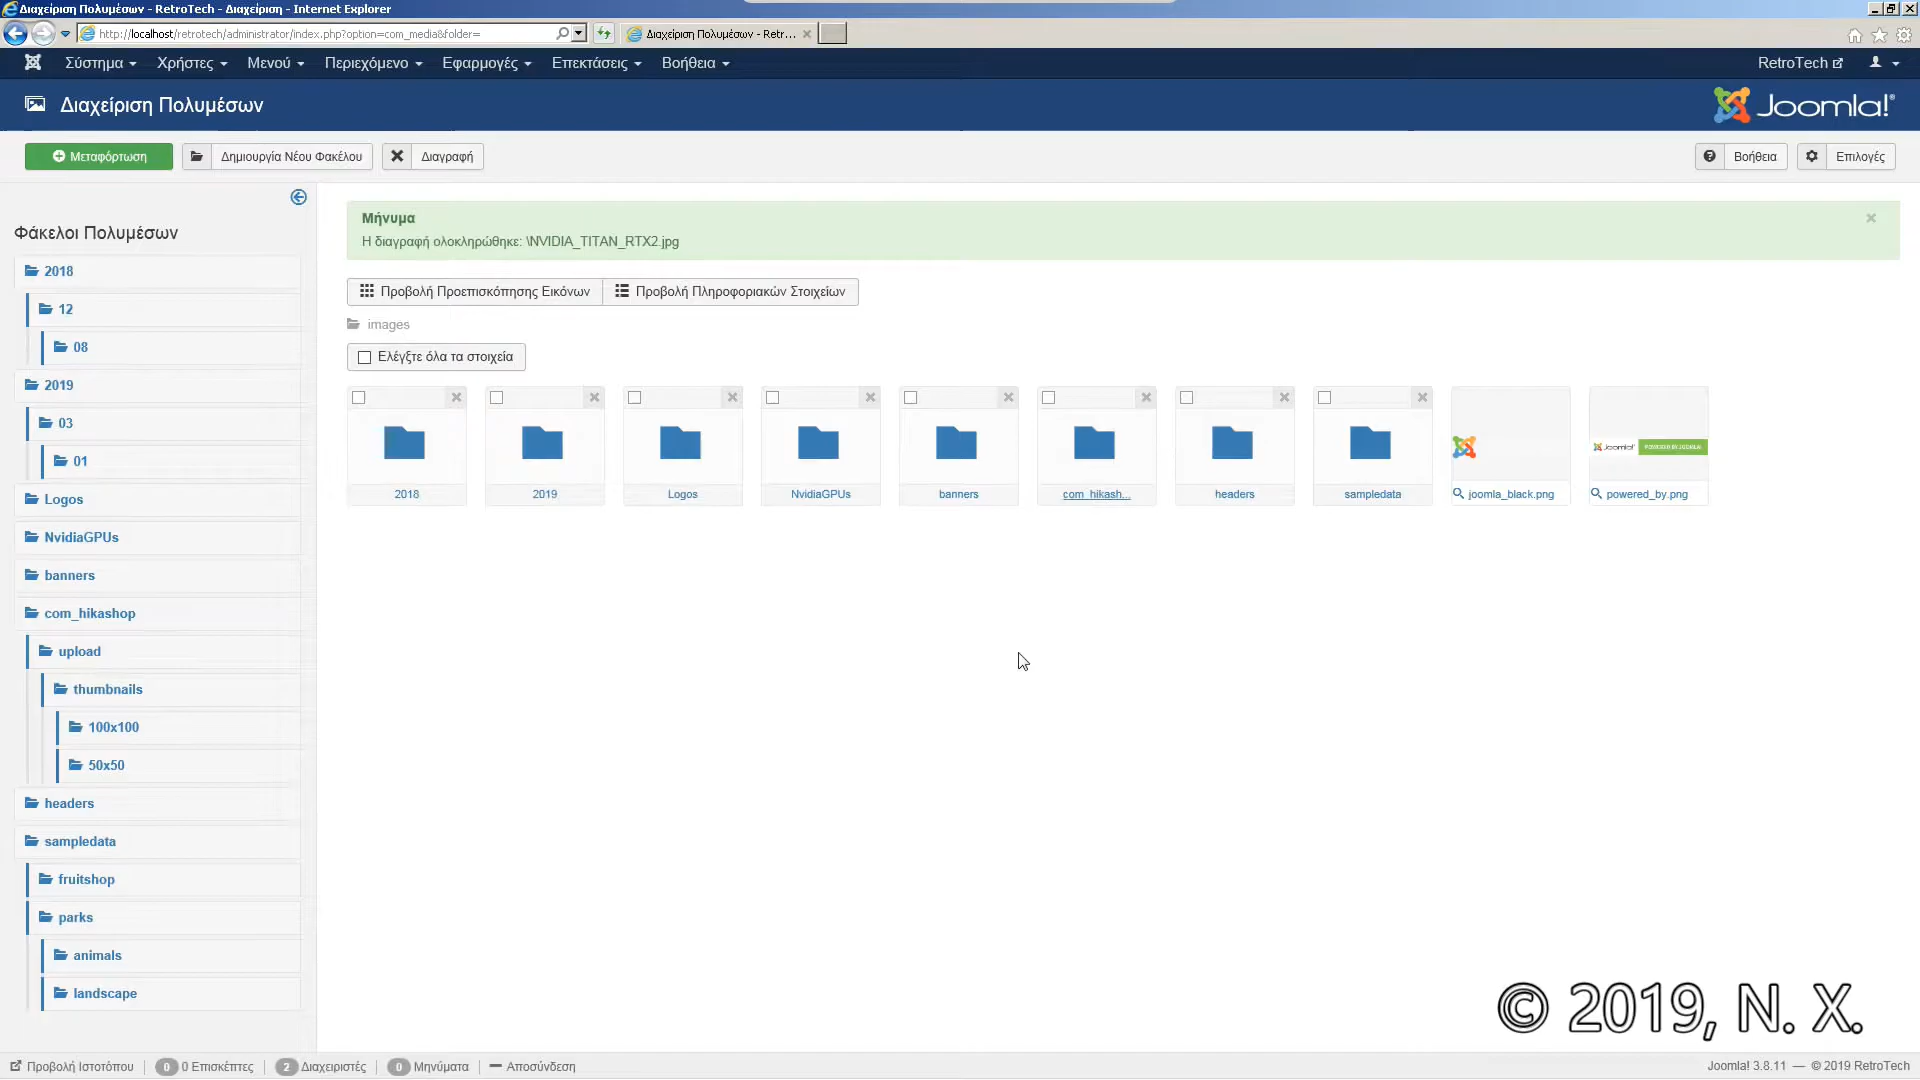 Διαχείριση Πολυμέσων - RetroTech - Διαχείριση - Internet Explorer
http://localhost/retrotech/administrator/index.php?option=com_media&folder=
Διαχείριση Πολυμέσων - Retr...
Σύστημα Χρήστες Μενού Περιεχόμενο Εφαρμογές Επεκτάσεις Βοήθεια RetroTech
Διαχείριση Πολυμέσων Joomla!®
Μεταφόρτωση Δημιουργία Νέου Φακέλου Διαγραφή Βοήθεια Επιλογές
Φάκελοι Πολυμέσων
2018
12
08
2019
03
01
Logos
NvidiaGPUs
banners
com_hikashop
upload
thumbnails
100x100
50x50
headers
sampledata
fruitshop
parks
animals
landscape
Μήνυμα
Η διαγραφή ολοκληρώθηκε: \NVIDIA_TITAN_RTX2.jpg
Προβολή Προεπισκόπησης Εικόνων Προβολή Πληροφοριακών Στοιχείων
images
Ελέγξτε όλα τα στοιχεία
Joomla! POWERED BY JOOMLA!
2018 2019 Logos NvidiaGPUs banners com_hikash... headers sampledata joomla_black.png powered_by.png
© 2019, N. X.
Προβολή Ιστοτόπου 0 0 Επισκέπτες 2 Διαχειριστές 0 Μηνύματα Αποσύνδεση Joomla! 3.8.11 — © 2019 RetroTech